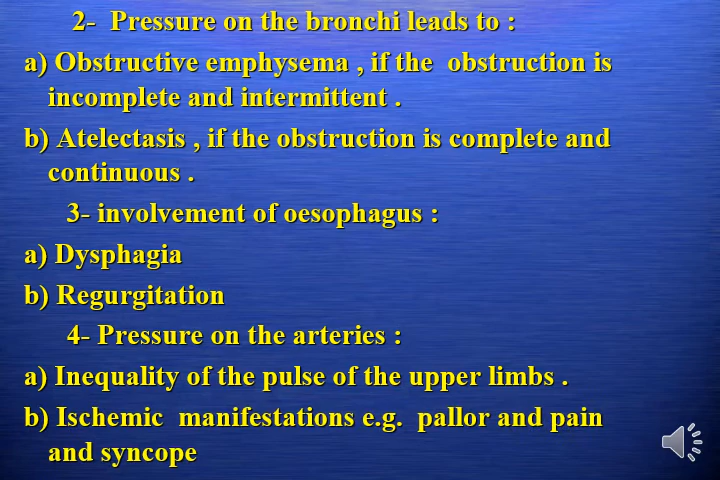 2- Pressure on the bronchi leads to :
a) Obstructive emphysema , if the obstruction is
incomplete and intermittent .
b) Atelectasis , if the obstruction is complete and
continuous .
3- involvement of oesophagus :
a) Dysphagia
b) Regurgitation
4- Pressure on the arteries :
a) Inequality of the pulse of the upper limbs .
b) Ischemic manifestations e.g. pallor and pain
and syncope